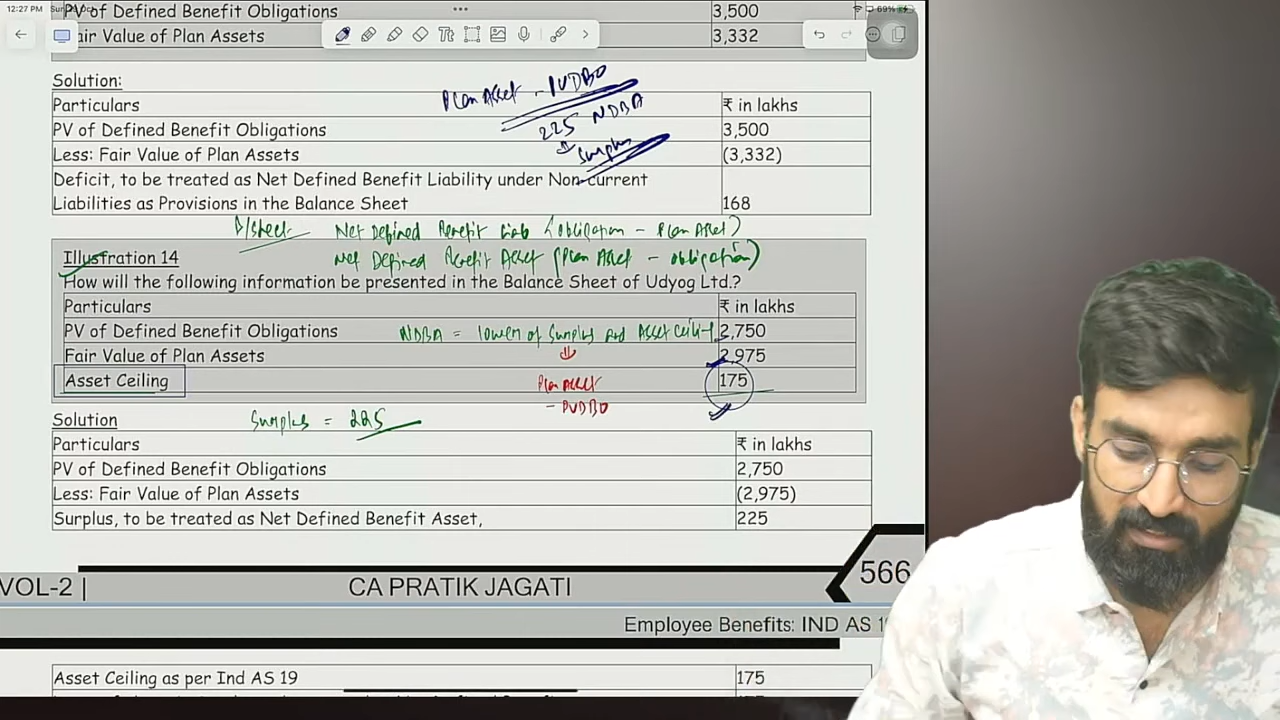 12:27 PM Sun
69%
PV of Defined Benefit Obligations 3,500
air Value of Plan Assets 3,332
Solution:
Plan Asset - PVDBO
Particulars ₹ in lakhs
225 NDBA
PV of Defined Benefit Obligations 3,500
Surplus
Less: Fair Value of Plan Assets (3,332)
Deficit, to be treated as Net Defined Benefit Liability under Non-current
Liabilities as Provisions in the Balance Sheet 168
B/sheet Net Defined Benefit Liab (obligation - Plan Asset)
Illustration 14
Net Defined Benefit Asset (Plan Asset - obligation)
How will the following information be presented in the Balance Sheet of Udyog Ltd.?
Particulars ₹ in lakhs
PV of Defined Benefit Obligations 2,750
NDBA = lower of Surplus and Asset
Fair Value of Plan Assets 2,975
Asset Ceiling 175
Plan Asset
- PVDBO
Solution
Surplus = 225
Particulars ₹ in lakhs
PV of Defined Benefit Obligations 2,750
Less: Fair Value of Plan Assets (2,975)
Surplus, to be treated as Net Defined Benefit Asset, 225
VOL-2 | CA PRATIK JAGATI 566
Employee Benefits: IND AS 1
Asset Ceiling as per Ind AS 19 175